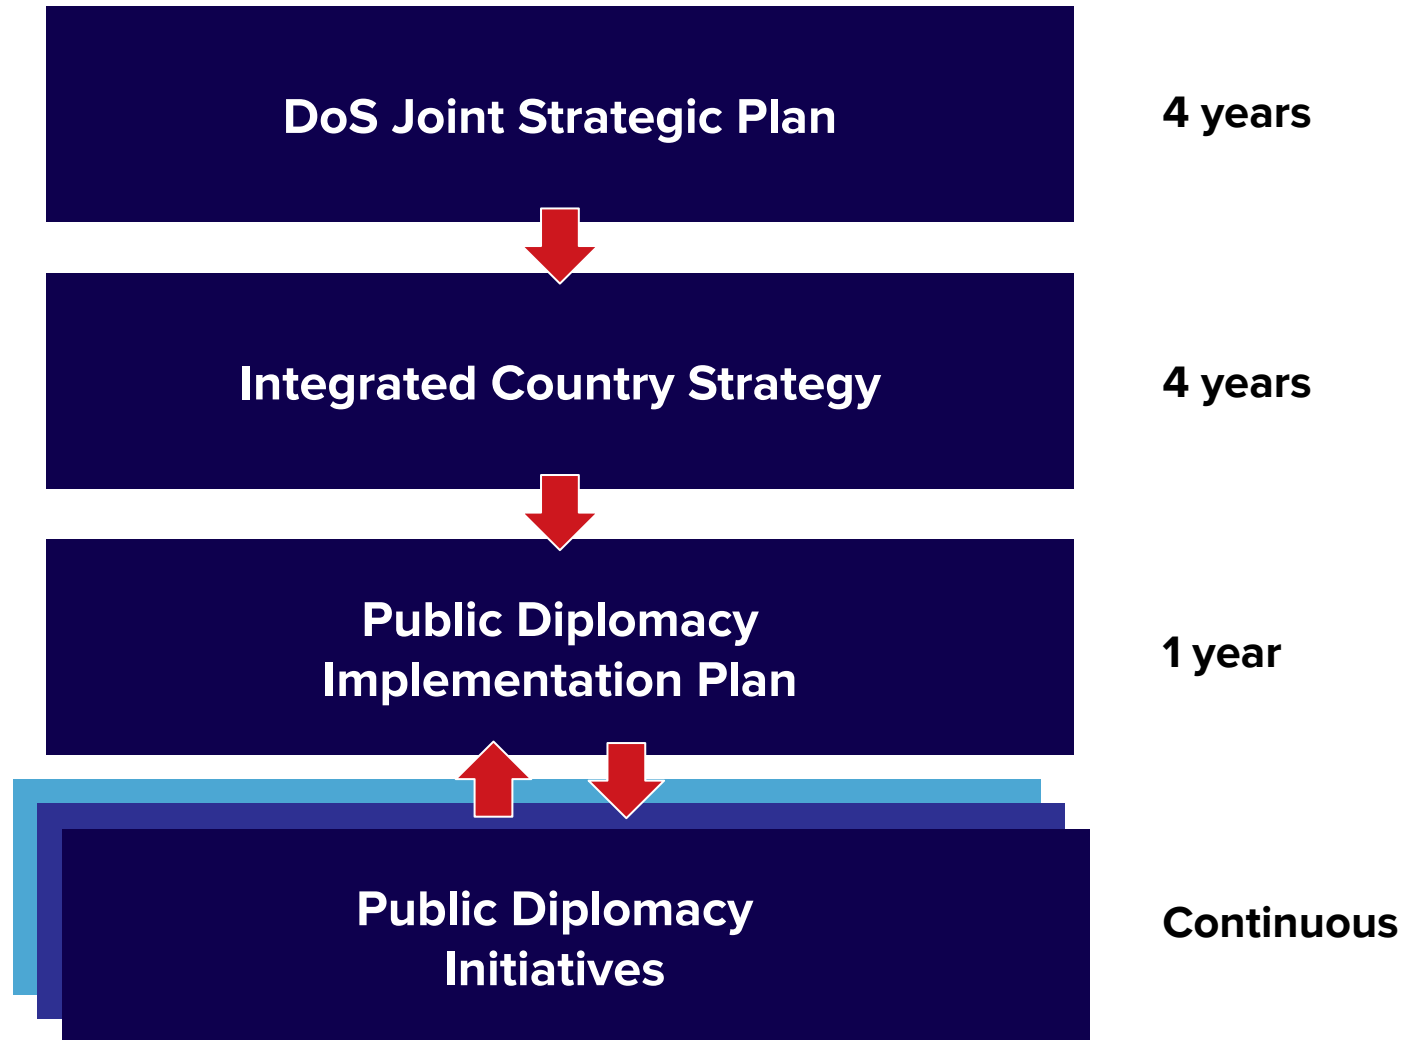 DoS Joint Strategic Plan
4 years
Integrated Country Strategy
4 years
Public Diplomacy
Implementation Plan
1 year
Public Diplomacy
Initiatives
Continuous